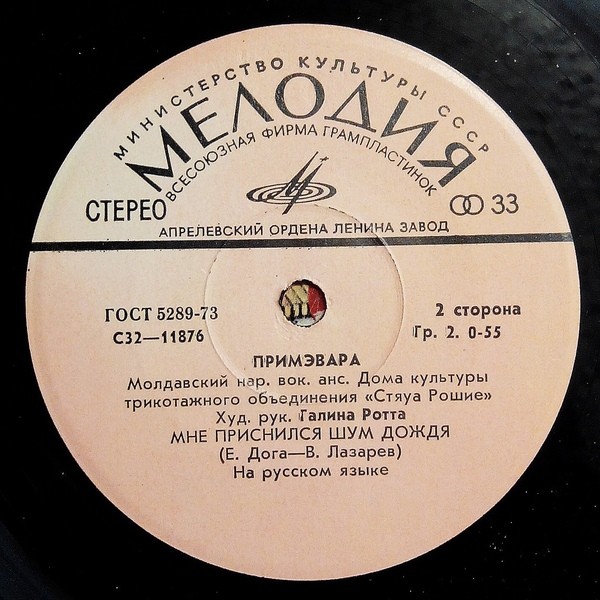 МИНИСТЕРСТВО КУЛЬТУРЫ СССР
МЕЛОДИЯ
ВСЕСОЮЗНАЯ ФИРМА ГРАМПЛАСТИНОК
СТЕРЕО
33
АПРЕЛЕВСКИЙ ОРДЕНА ЛЕНИНА ЗАВОД
ГОСТ 5289-73
2 сторона
С32—11876
Гр. 2. 0-55
ПРИМЭВАРА
Молдавский нар. вок. анс. Дома культуры
трикотажного объединения «Стяуа Рошие»
Худ. рук. Галина Ротта
МНЕ ПРИСНИЛСЯ ШУМ ДОЖДЯ
(Е. Дога—В. Лазарев)
На русском языке